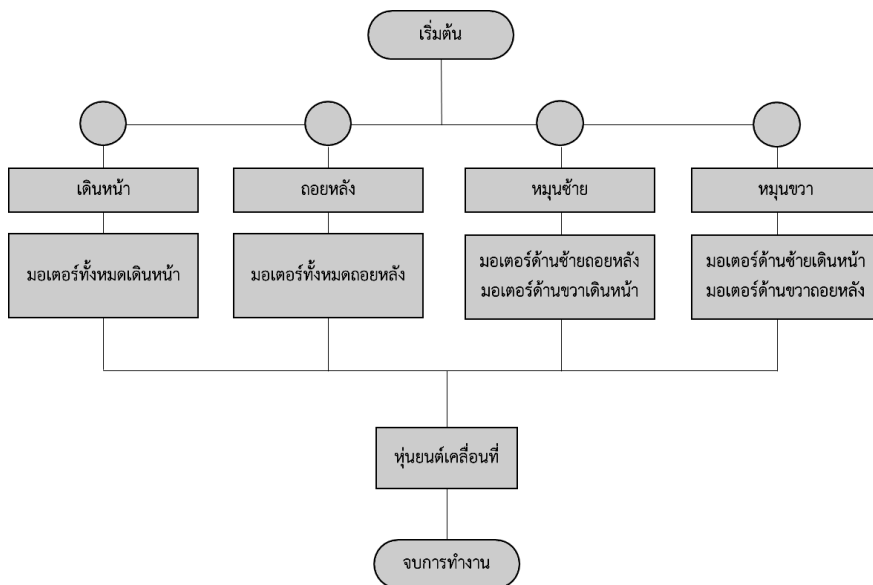 เริ่มต้น
เดินหน้า
ถอยหลัง
หมุนซ้าย
หมุนขวา
มอเตอร์ทั้งหมดเดินหน้า
มอเตอร์ทั้งหมดถอยหลัง
มอเตอร์ด้านซ้ายถอยหลัง
มอเตอร์ด้านขวาเดินหน้า
มอเตอร์ด้านซ้ายเดินหน้า
มอเตอร์ด้านขวาถอยหลัง
หุ่นยนต์เคลื่อนที่
จบการทำงาน